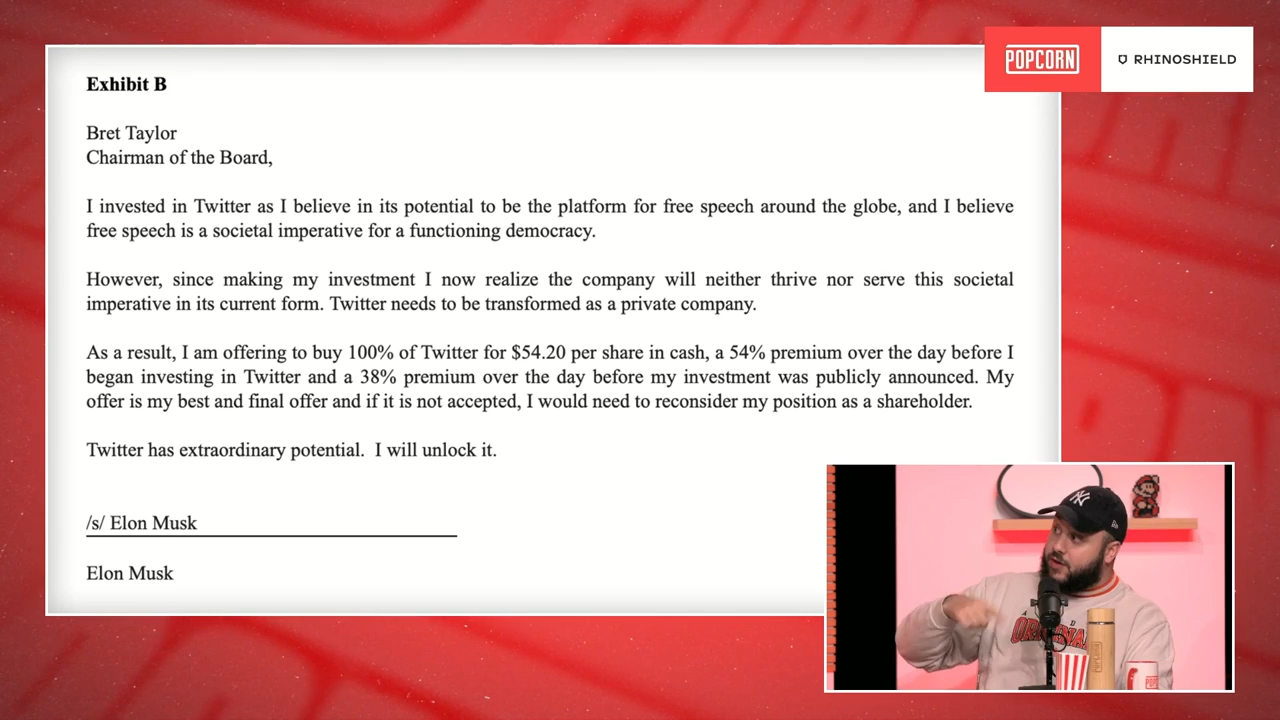 POPCORN
RHINOSHIELD
Exhibit B
Bret Taylor
Chairman of the Board,
I invested in Twitter as I believe in its potential to be the platform for free speech around the globe, and I believe
free speech is a societal imperative for a functioning democracy.
However, since making my investment I now realize the company will neither thrive nor serve this societal
imperative in its current form. Twitter needs to be transformed as a private company.
As a result, I am offering to buy 100% of Twitter for $54.20 per share in cash, a 54% premium over the day before I
began investing in Twitter and a 38% premium over the day before my investment was publicly announced. My
offer is my best and final offer and if it is not accepted, I would need to reconsider my position as a shareholder.
Twitter has extraordinary potential.  I will unlock it.
/s/ Elon Musk
Elon Musk